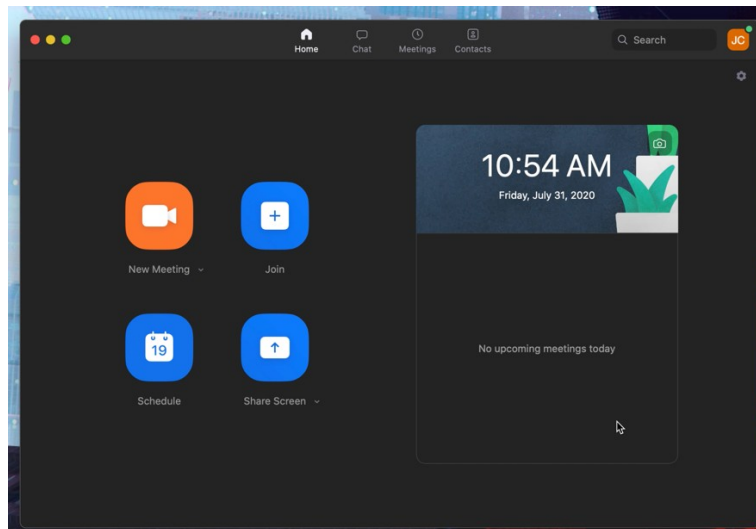 Home
Chat
Meetings
Contacts
Search
JC
10:54 AM
Friday, July 31, 2020
New Meeting
Join
19
Schedule
Share Screen
No upcoming meetings today